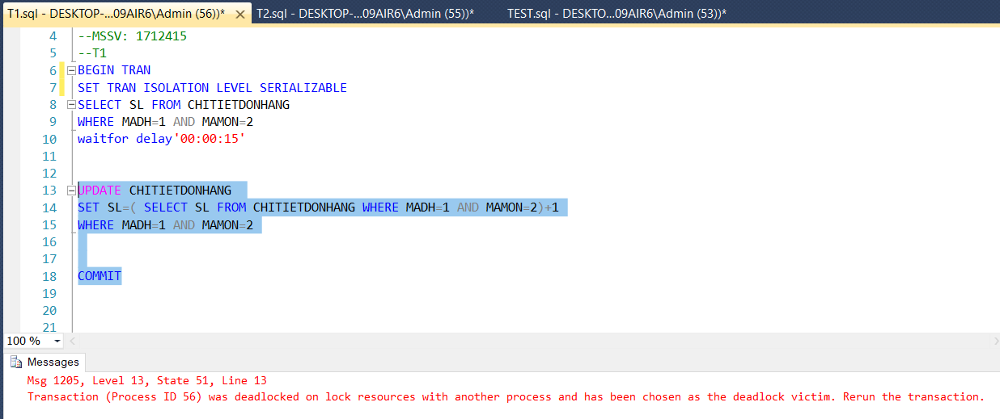 T1.sql - DESKTOP-...09AIR6\Admin (56))* T2.sql - DESKTOP-...09AIR6\Admin (55))* TEST.sql - DESKTO...09AIR6\Admin (53))*
4 --MSSV: 1712415
5 --T1
6 BEGIN TRAN
7 SET TRAN ISOLATION LEVEL SERIALIZABLE
8 SELECT SL FROM CHITIETDONHANG
9 WHERE MADH=1 AND MAMON=2
10 waitfor delay'00:00:15'
11
12
13 UPDATE CHITIETDONHANG
14 SET SL=( SELECT SL FROM CHITIETDONHANG WHERE MADH=1 AND MAMON=2)+1
15 WHERE MADH=1 AND MAMON=2
16
17
18 COMMIT
19
20
21
100 %
Messages
Msg 1205, Level 13, State 51, Line 13
Transaction (Process ID 56) was deadlocked on lock resources with another process and has been chosen as the deadlock victim. Rerun the transaction.